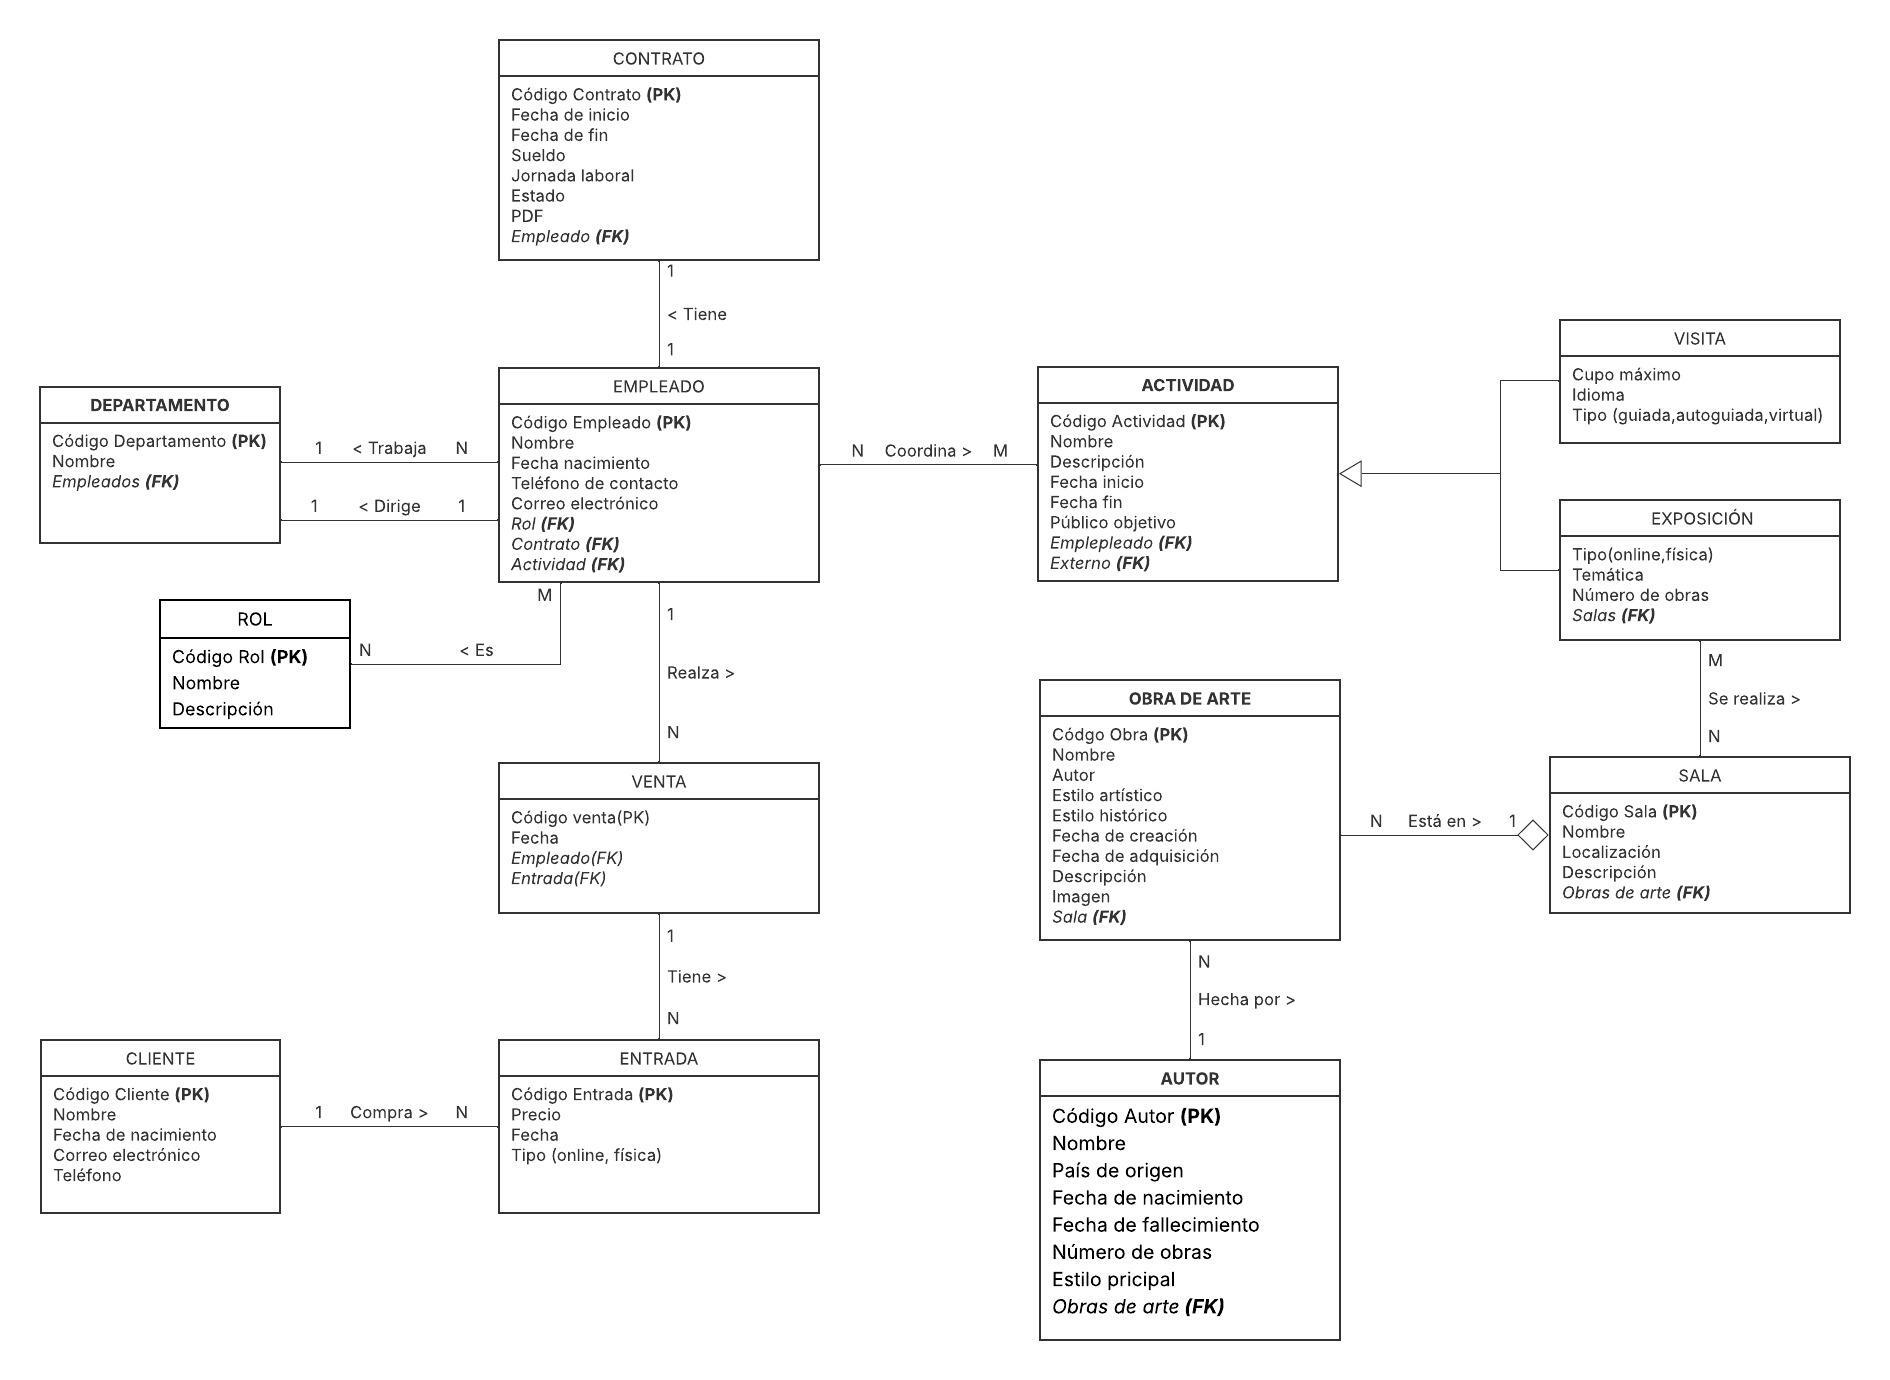 CONTRATO
Código Contrato (PK)
Fecha de inicio
Fecha de fin
Sueldo
Jornada laboral
Estado
PDF
Empleado (FK)
1
< Tiene
1
DEPARTAMENTO
Código Departamento (PK)
Nombre
Empleados (FK)
1 < Trabaja N
1 < Dirige 1
EMPLEADO
Código Empleado (PK)
Nombre
Fecha nacimiento
Teléfono de contacto
Correo electrónico
Rol (FK)
Contrato (FK)
Actividad (FK)
N Coordina > M
ACTIVIDAD
Código Actividad (PK)
Nombre
Descripción
Fecha inicio
Fecha fin
Público objetivo
Emplepleado (FK)
Externo (FK)
VISITA
Cupo máximo
Idioma
Tipo (guiada,autoguiada,virtual)
EXPOSICIÓN
Tipo(online,física)
Temática
Número de obras
Salas (FK)
M
Se realiza >
N
ROL
Código Rol (PK)
Nombre
Descripción
M
N < Es
1
Realza >
N
VENTA
Código venta(PK)
Fecha
Empleado(FK)
Entrada(FK)
1
Tiene >
N
OBRA DE ARTE
Códgo Obra (PK)
Nombre
Autor
Estilo artístico
Estilo histórico
Fecha de creación
Fecha de adquisición
Descripción
Imagen
Sala (FK)
N Está en > 1
SALA
Código Sala (PK)
Nombre
Localización
Descripción
Obras de arte (FK)
N
Hecha por >
1
CLIENTE
Código Cliente (PK)
Nombre
Fecha de nacimiento
Correo electrónico
Teléfono
1 Compra > N
ENTRADA
Código Entrada (PK)
Precio
Fecha
Tipo (online, física)
AUTOR
Código Autor (PK)
Nombre
País de origen
Fecha de nacimiento
Fecha de fallecimiento
Número de obras
Estilo pricipal
Obras de arte (FK)